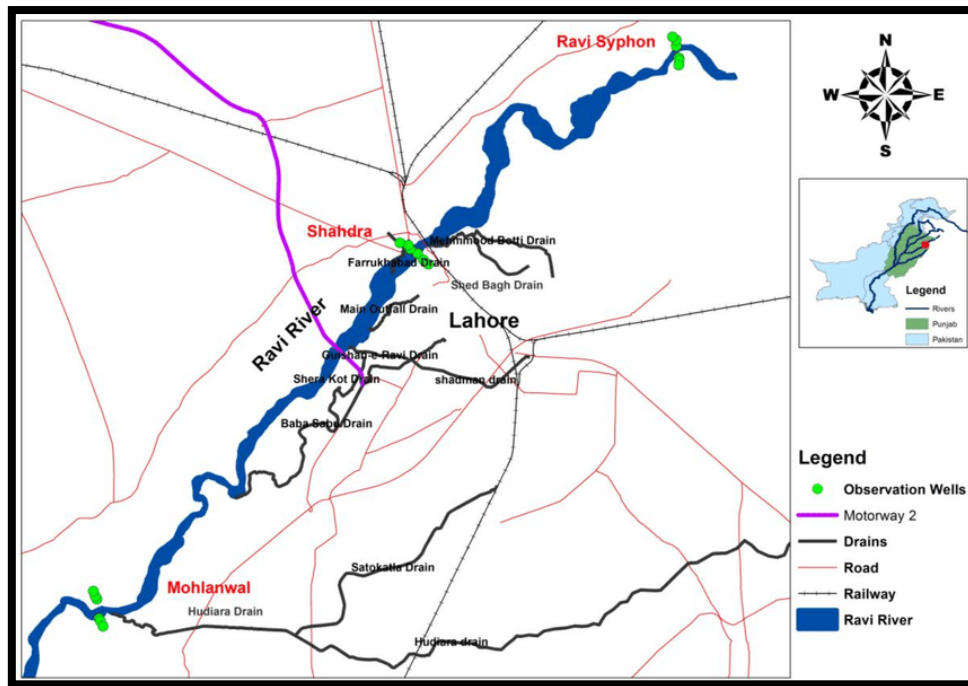 Ravi Syphon
Shahdra
Mehmmood Botti Drain
Farrukhabad Drain
Shed Bagh Drain
Main Outfall Drain
Ravi River
Lahore
Gulshan-e-Ravi Drain
Shera Kot Drain
shadman drain
Baba Sabu Drain
Satokatla Drain
Mohlanwal
Hudiara Drain
Hudiara drain
N
W
E
S
Legend
Rivers
Punjab
Pakistan
Legend
Observation Wells
Motorway 2
Drains
Road
Railway
Ravi River